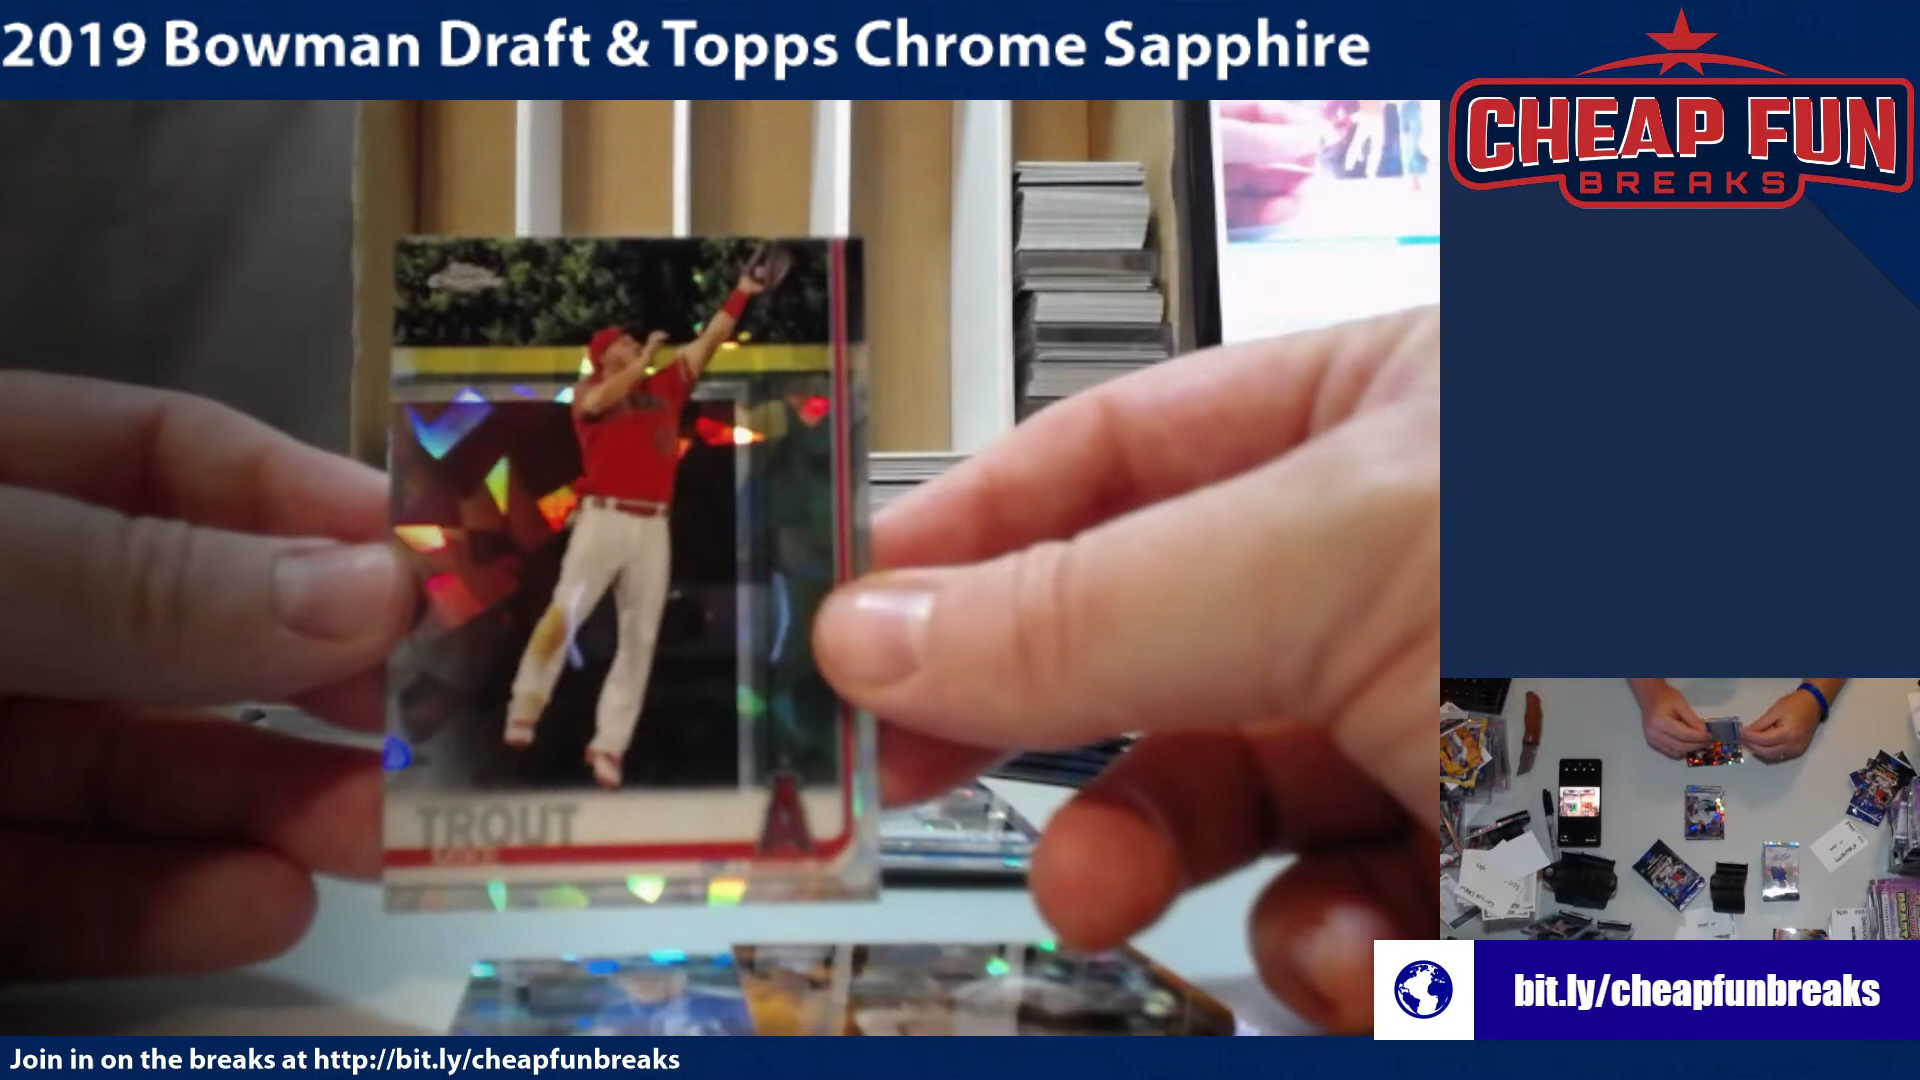 2019 Bowman Draft & Topps Chrome Sapphire
CHEAP FUN
BREAKS
TROUT
A
bit.ly/cheapfunbreaks
Join in on the breaks at http://bit.ly/cheapfunbreaks